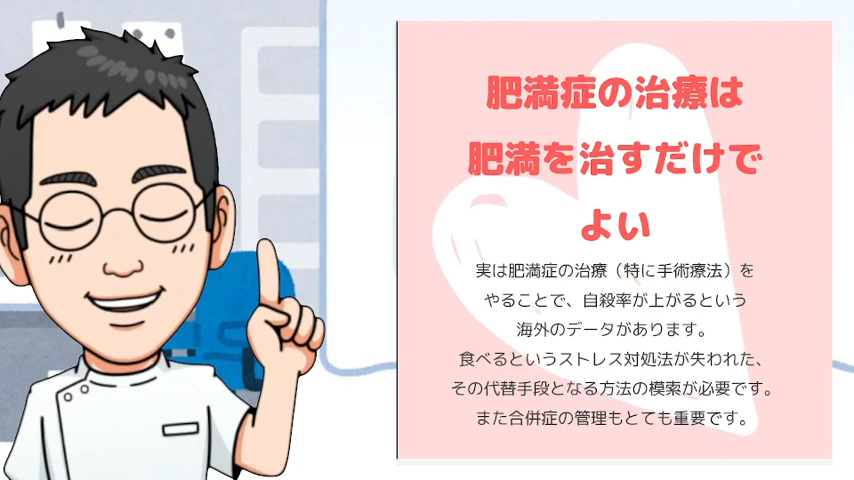 肥満症の治療は
肥満を治すだけで
よい
実は肥満症の治療（特に手術療法）を
やることで、自殺率が上がるという
海外のデータがあります。
食べるというストレス対処法が失われた、
その代替手段となる方法の模索が必要です。
また合併症の管理もとても重要です。